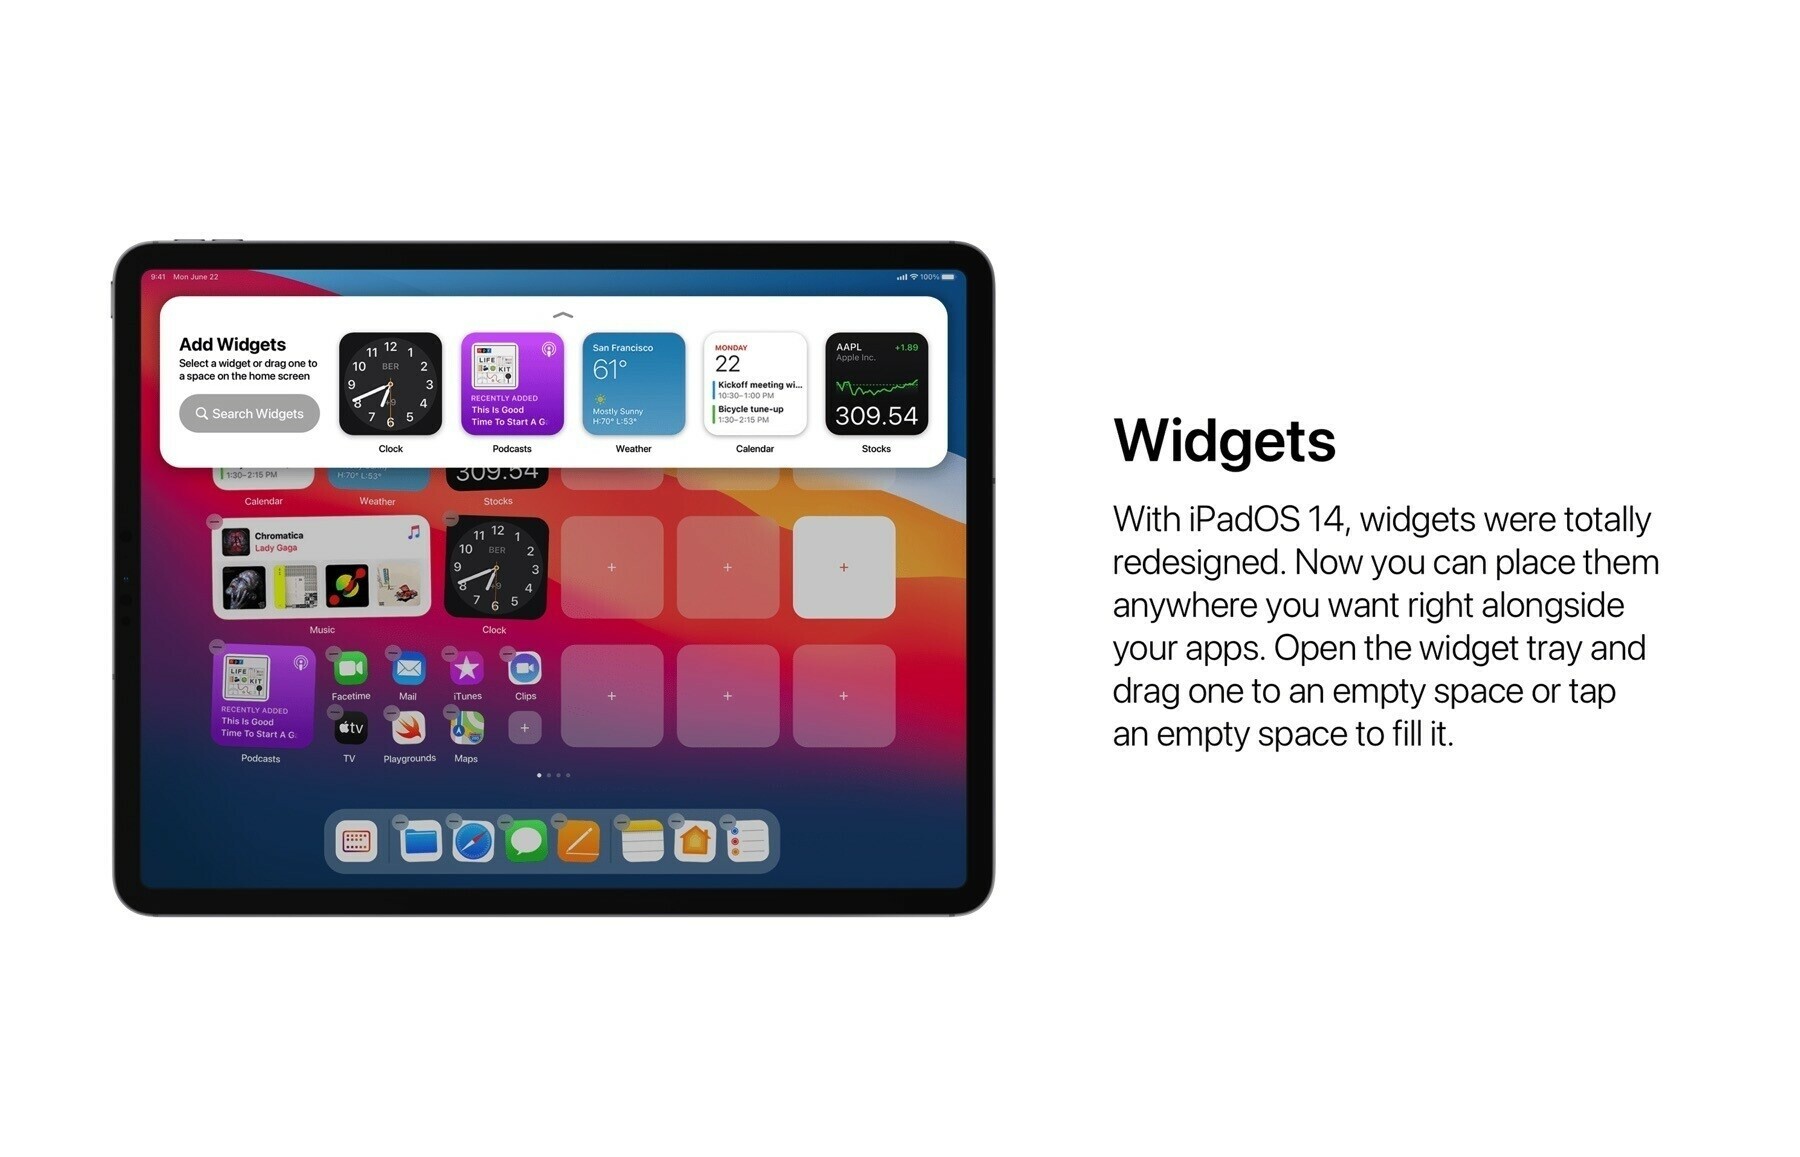 9:41 Mon June 22
100%
Add Widgets
Select a widget or drag one to
a space on the home screen
Search Widgets
12
11 1
10 BER 2
9 3
8 +9 4
7 5
6
Clock
LIFE
KIT
RECENTLY ADDED
This Is Good
Time To Start A G
Podcasts
San Francisco
61°
Mostly Sunny
H:70° L:53°
Weather
MONDAY
22
Kickoff meeting wi...
10:30–1:00 PM
Bicycle tune-up
1:30–2:15 PM
Calendar
AAPL +1.89
Apple Inc.
309.54
Stocks
1:30–2:15 PM
Calendar
H:70° L:53°
Weather
309.54
Stocks
Chromatica
Lady Gaga
Music
12
11 1
10 BER 2
9 3
8 +9 4
7 5
6
Clock
LIFE
KIT
RECENTLY ADDED
This Is Good
Time To Start A G
Podcasts
Facetime
Mail
iTunes
Clips
tv
TV
Playgrounds
Maps
Widgets
With iPadOS 14, widgets were totally
redesigned. Now you can place them
anywhere you want right alongside
your apps. Open the widget tray and
drag one to an empty space or tap
an empty space to fill it.